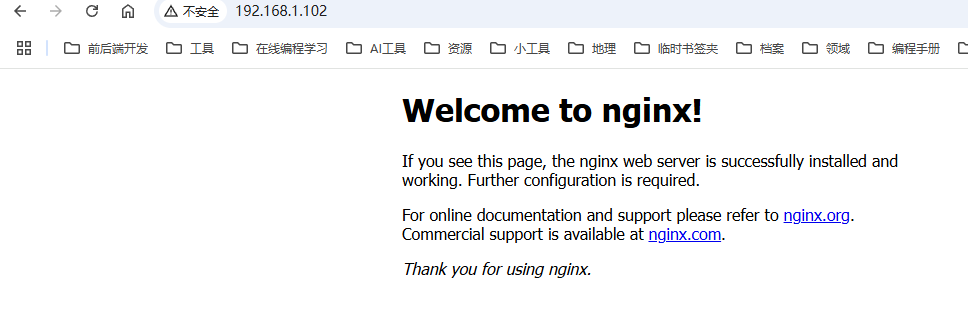 不安全 192.168.1.102
前后端开发 工具 在线编程学习 AI工具 资源 小工具 地理 临时书签夹 档案 领域 编程手册
Welcome to nginx!
If you see this page, the nginx web server is successfully installed and
working. Further configuration is required.
For online documentation and support please refer to nginx.org.
Commercial support is available at nginx.com.
Thank you for using nginx.